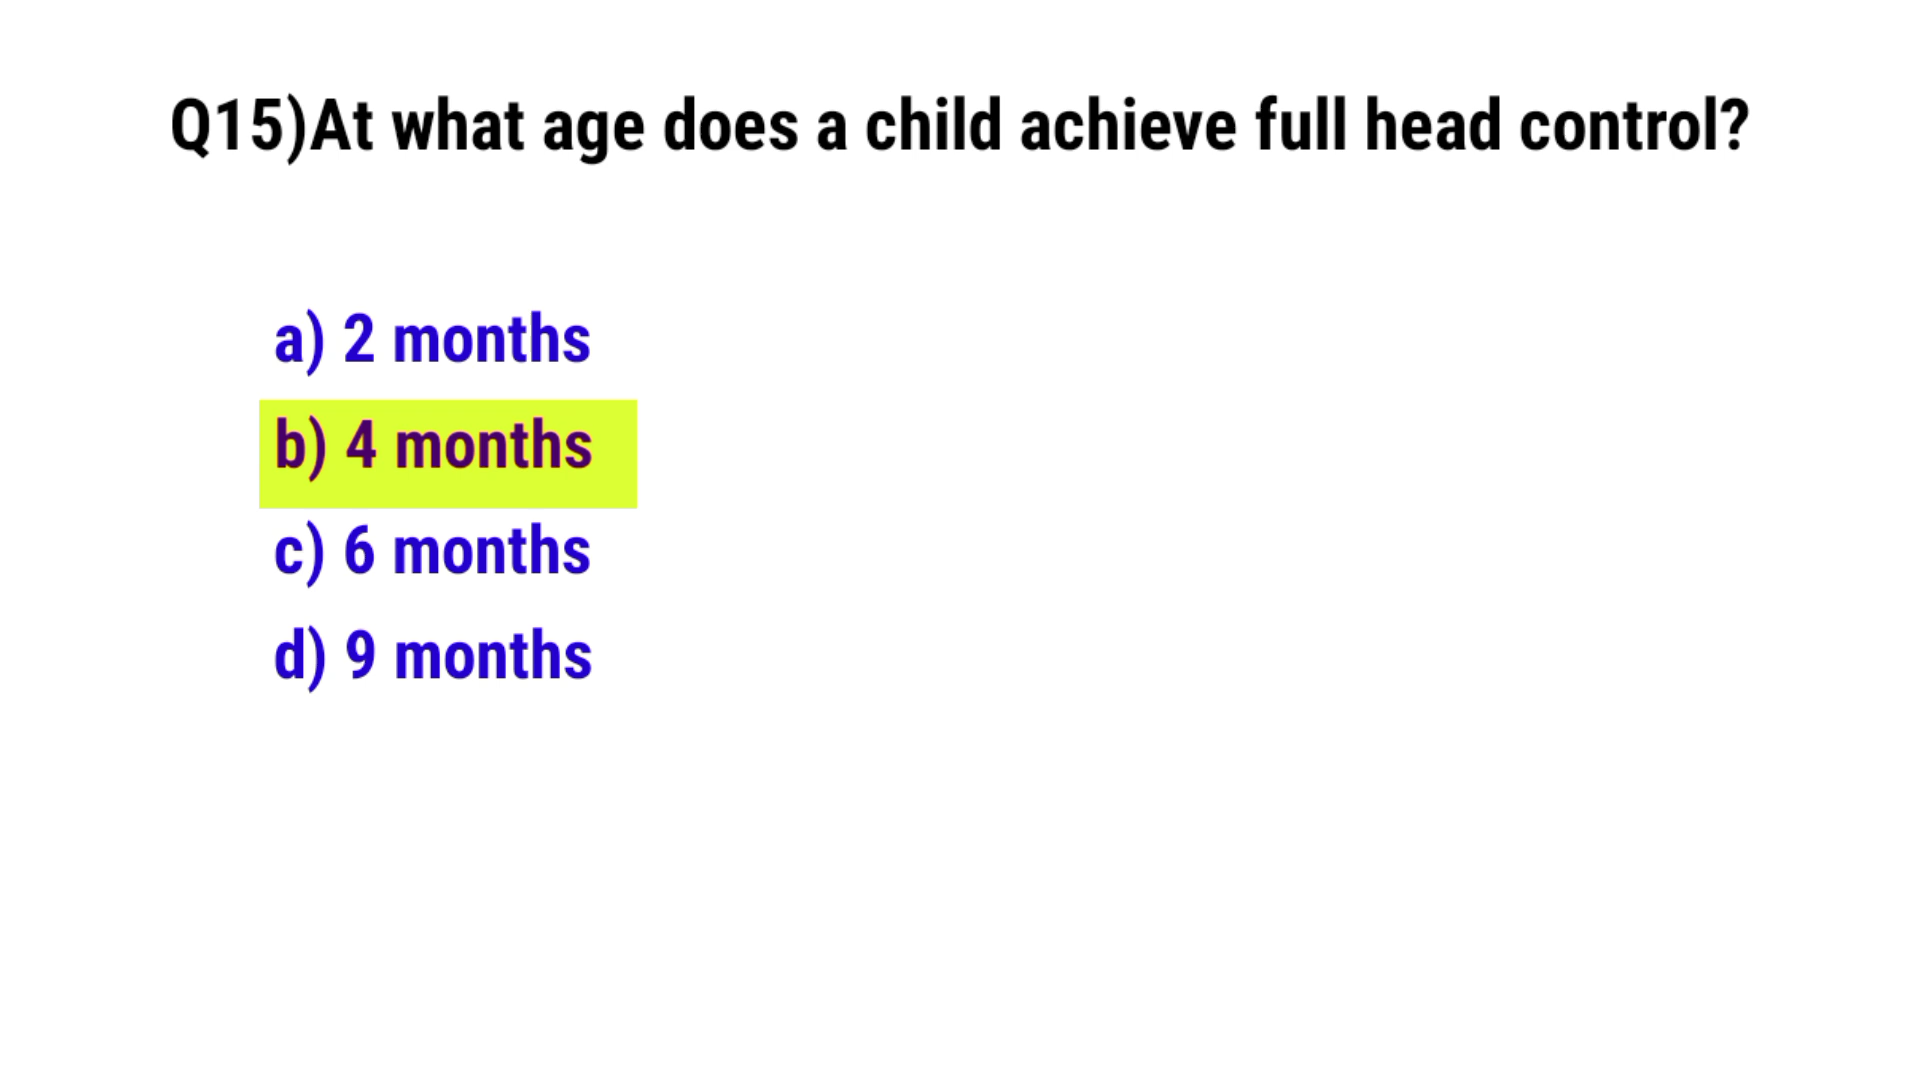 Q15)At what age does a child achieve full head control?
a) 2 months
b) 4 months
c) 6 months
d) 9 months